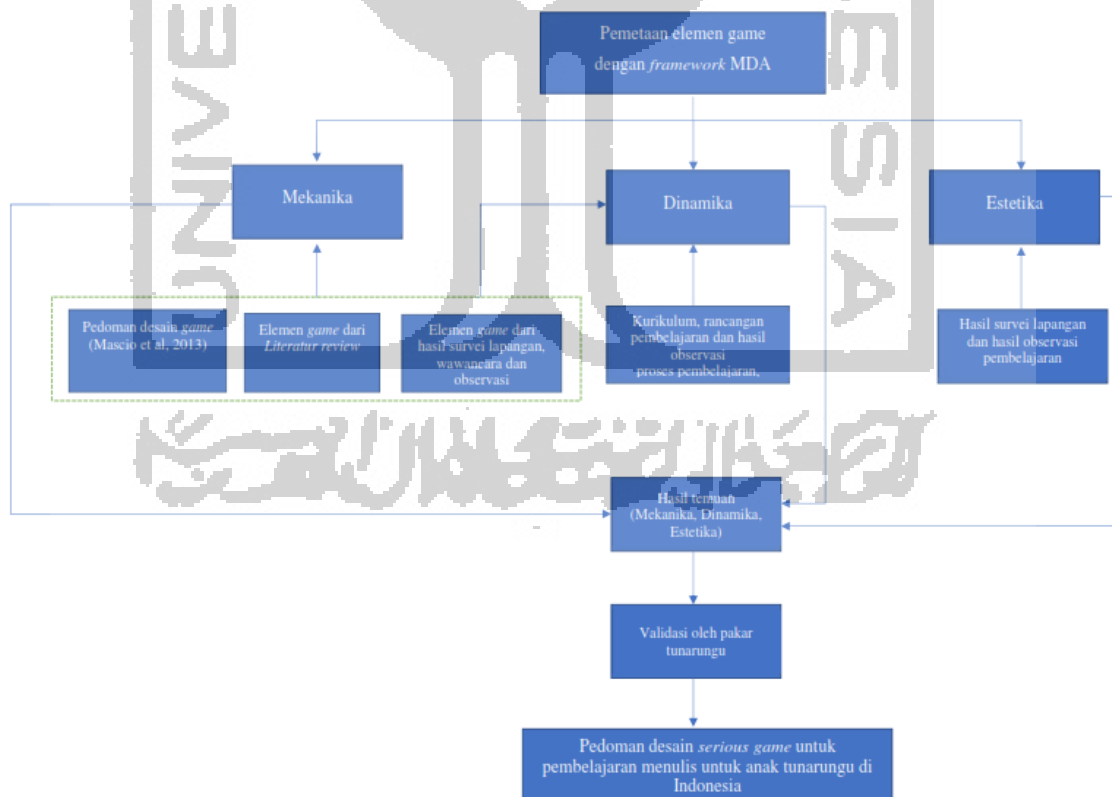 Pemetaan elemen game
dengan framework MDA
Mekanika
Dinamika
Estetika
Pedoman desain game
(Mascio et al, 2013)
Elemen game dari
Literatur review
Elemen game dari
hasil survei lapangan,
wawancara dan
observasi
Kurikulum, rancangan
pembelajaran dan hasil
observasi
proses pembelajaran,
Hasil survei lapangan
dan hasil observasi
pembelajaran
Hasil temuan
(Mekanika, Dinamika,
Estetika)
Validasi oleh pakar
tunarungu
Pedoman desain serious game untuk
pembelajaran menulis untuk anak tunarungu di
Indonesia